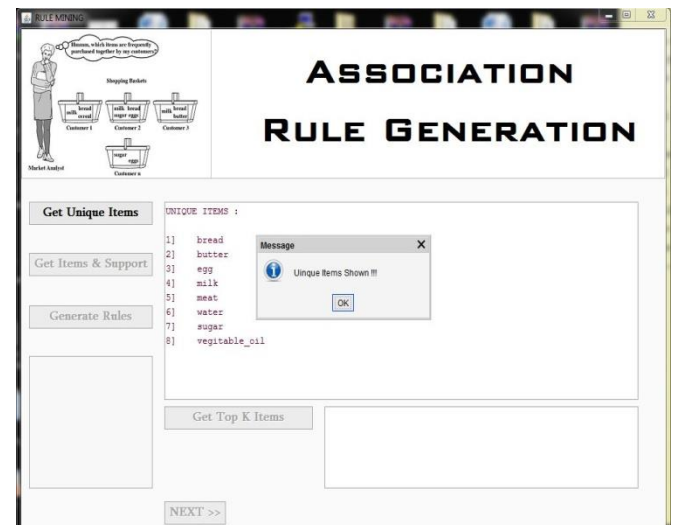 RULE MINING
Hmmm, which items are frequently
purchased together by my customers?
Shopping Baskets
milk bread
cereal
milk bread
sugar eggs
milk bread
butter
Customer 1
Customer 2
Customer 3
sugar
eggs
Market Analyst
Customer n
ASSOCIATION
RULE GENERATION
Get Unique Items
Get Items & Support
Generate Rules
UNIQUE ITEMS :
1] bread
2] butter
3] egg
4] milk
5] meat
6] water
7] sugar
8] vegitable_oil
Message X
Uinque Items Shown !!!
OK
Get Top K Items
NEXT >>